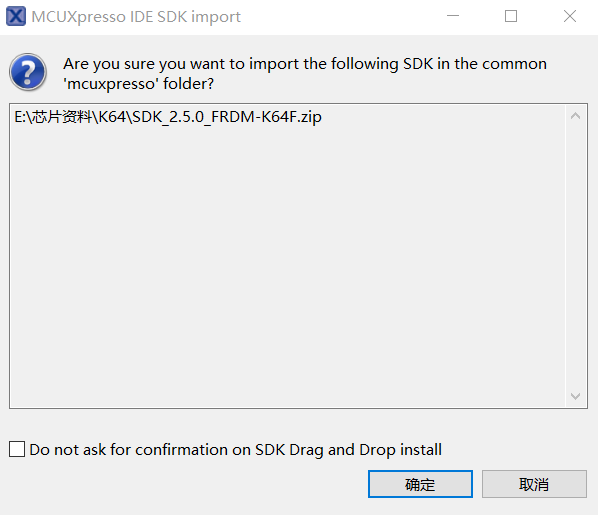 MCUXpresso IDE SDK import
Are you sure you want to import the following SDK in the common
'mcuxpresso' folder?
E:\芯片资料\K64\SDK_2.5.0_FRDM-K64F.zip
Do not ask for confirmation on SDK Drag and Drop install
确定
取消